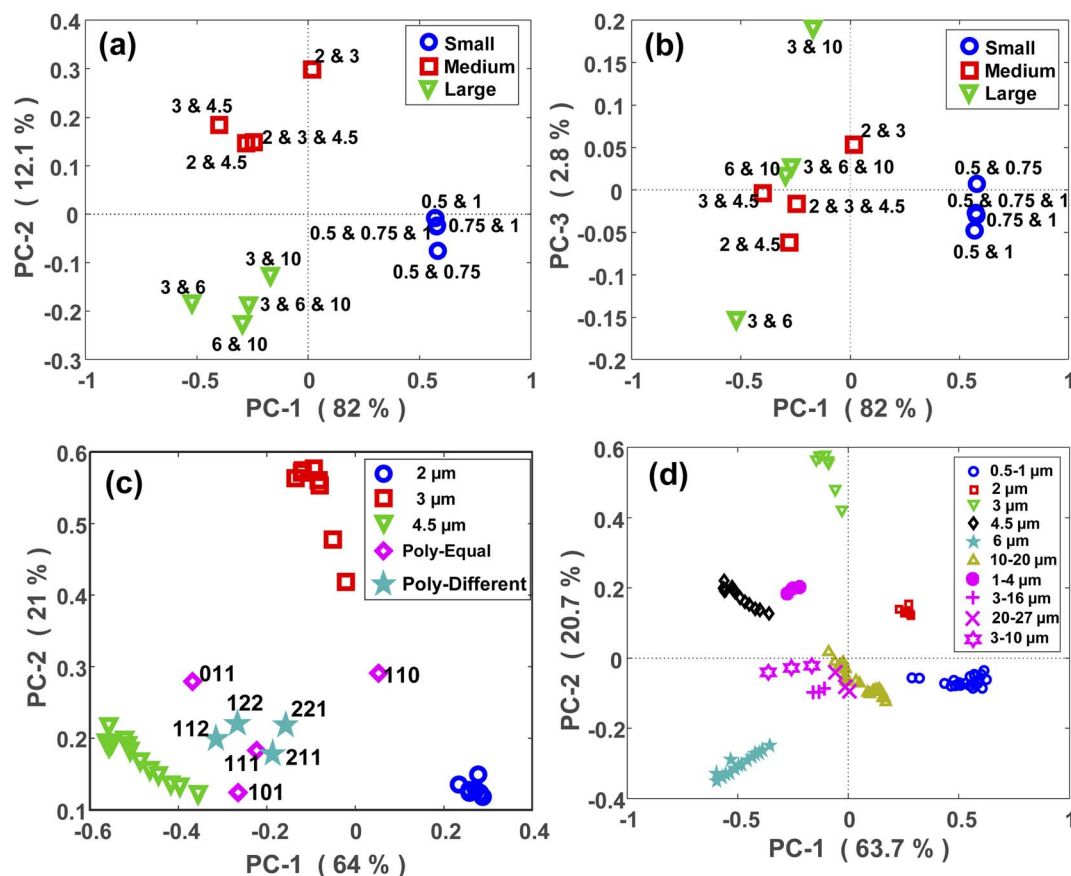 (a)
Small
Medium
Large
2 & 3
3 & 4.5
2 & 3 & 4.5
2 & 4.5
0.5 & 1
0.5 & 0.75 & 1
0.75 & 1
0.5 & 0.75
3 & 10
3 & 6
3 & 6 & 10
6 & 10
0.4
0.3
0.2
0.1
0
-0.1
-0.2
-0.3
PC-2 ( 12.1 % )
-1
-0.5
0
0.5
1
PC-1 ( 82 % )
(b)
Small
Medium
Large
3 & 10
2 & 3
6 & 10
3 & 6 & 10
0.5 & 0.75
3 & 4.5
2 & 3 & 4.5
0.5 & 0.75 & 1
0.75 & 1
2 & 4.5
0.5 & 1
3 & 6
0.2
0.15
0.1
0.05
0
-0.05
-0.1
-0.15
-0.2
PC-3 ( 2.8 % )
-1
-0.5
0
0.5
1
PC-1 ( 82 % )
(c)
2 µm
3 µm
4.5 µm
Poly-Equal
Poly-Different
011
110
122
221
112
111
211
101
0.6
0.5
0.4
0.3
0.2
0.1
PC-2 ( 21 % )
-0.6
-0.4
-0.2
0
0.2
0.4
PC-1 ( 64 % )
(d)
0.5-1 µm
2 µm
3 µm
4.5 µm
6 µm
10-20 µm
1-4 µm
3-16 µm
20-27 µm
3-10 µm
0.6
0.4
0.2
0
-0.2
-0.4
PC-2 ( 20.7 % )
-1
-0.5
0
0.5
1
PC-1 ( 63.7 % )